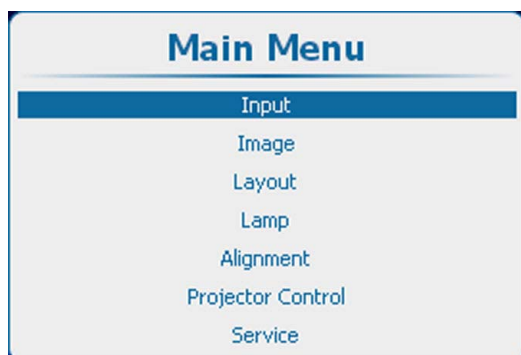 Main Menu
Input
Image
Layout
Lamp
Alignment
Projector Control
Service